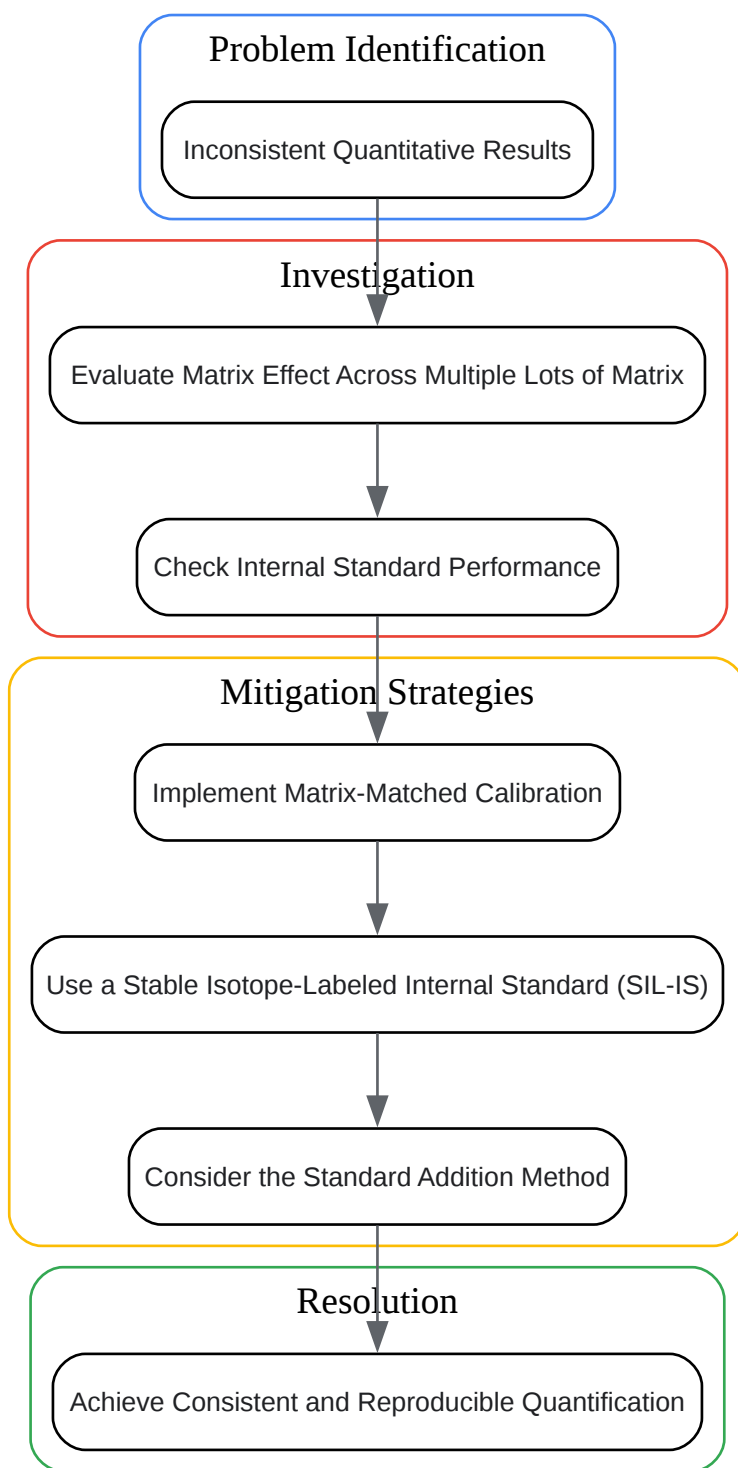 Problem Identification
Inconsistent Quantitative Results
Investigation
Evaluate Matrix Effect Across Multiple Lots of Matrix
Check Internal Standard Performance
Mitigation Strategies
Implement Matrix-Matched Calibration
Use a Stable Isotope-Labeled Internal Standard (SIL-IS)
Consider the Standard Addition Method
Resolution
Achieve Consistent and Reproducible Quantification